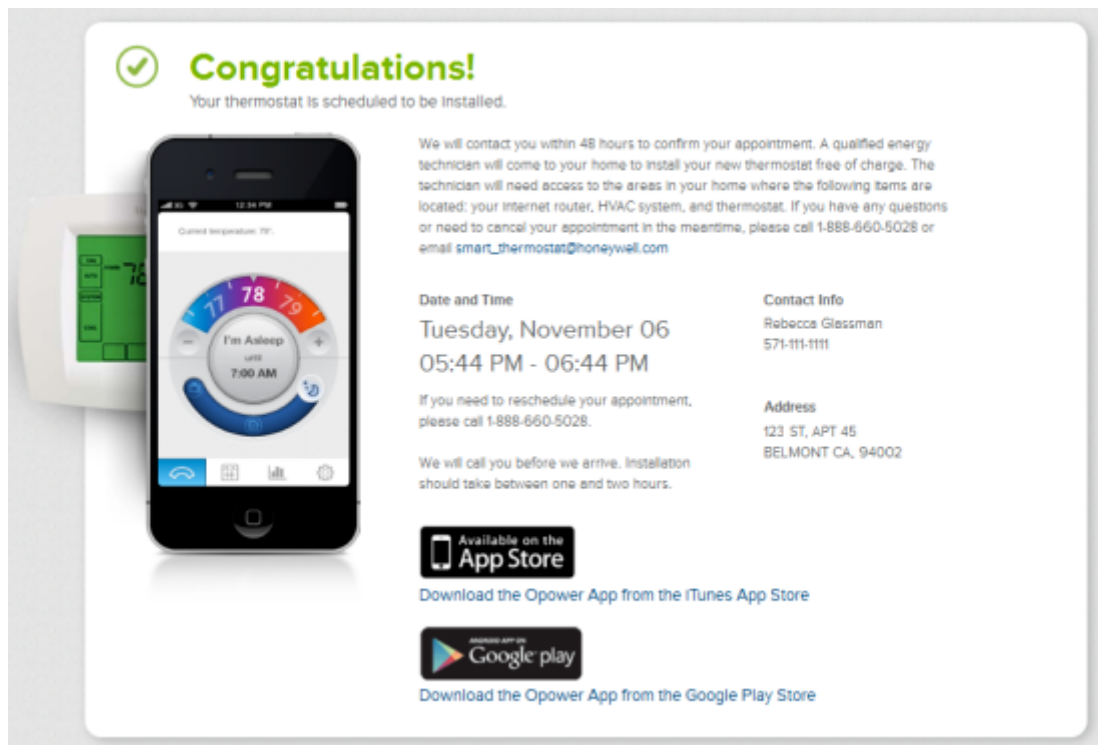 Congratulations!
Your thermostat is scheduled to be installed.
We will contact you within 48 hours to confirm your appointment. A qualified energy
technician will come to your home to install your new thermostat free of charge. The
technician will need access to the areas in your home where the following items are
located: your internet router, HVAC system, and thermostat. If you have any questions
or need to cancel your appointment in the meantime, please call 1-888-660-5028 or
email smart_thermostat@honeywell.com
12:34 PM
Current temperature: 78°.
77 78 79
I'm Asleep
until
7:00 AM
Date and Time
Tuesday, November 06
05:44 PM - 06:44 PM
If you need to reschedule your appointment,
please call 1-888-660-5028.
We will call you before we arrive. Installation
should take between one and two hours.
Contact Info
Rebecca Glassman
571-111-1111
Address
123 ST, APT 45
BELMONT CA, 94002
Available on the
App Store
Download the Opower App from the iTunes App Store
ANDROID APP ON
Google play
Download the Opower App from the Google Play Store